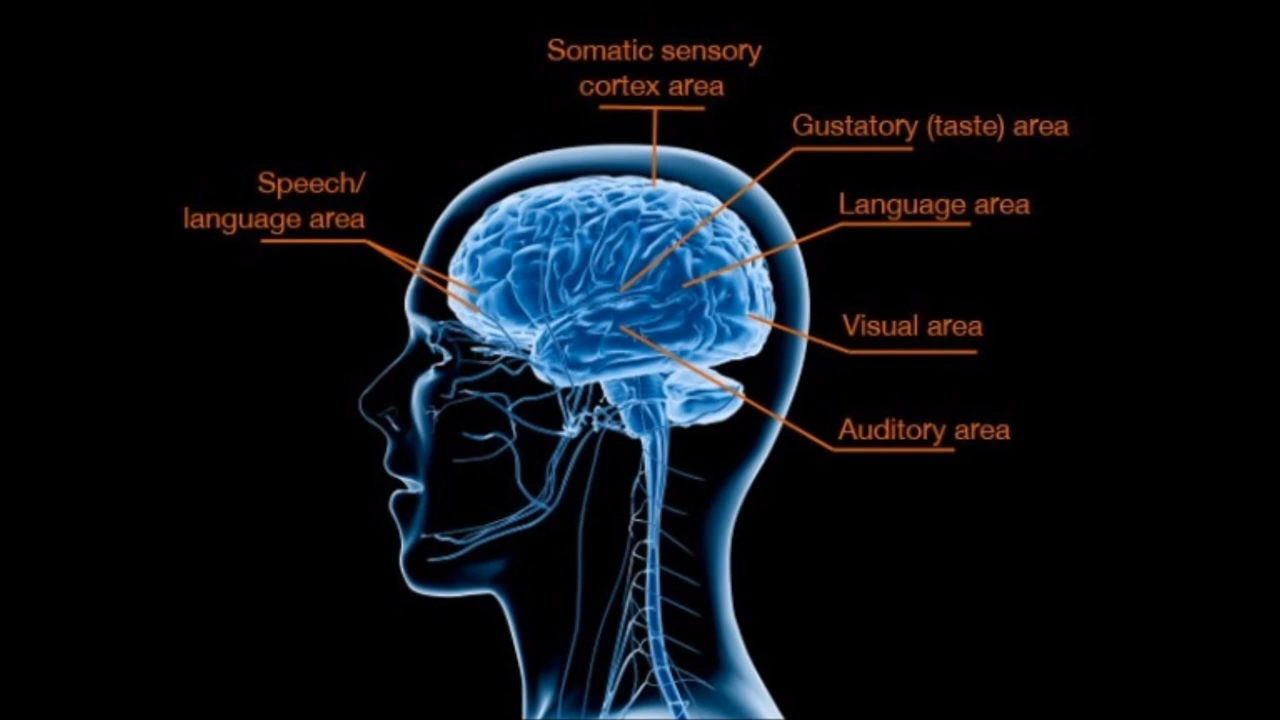 Somatic sensory
cortex area
Gustatory (taste) area
Speech/
language area
Language area
Visual area
Auditory area